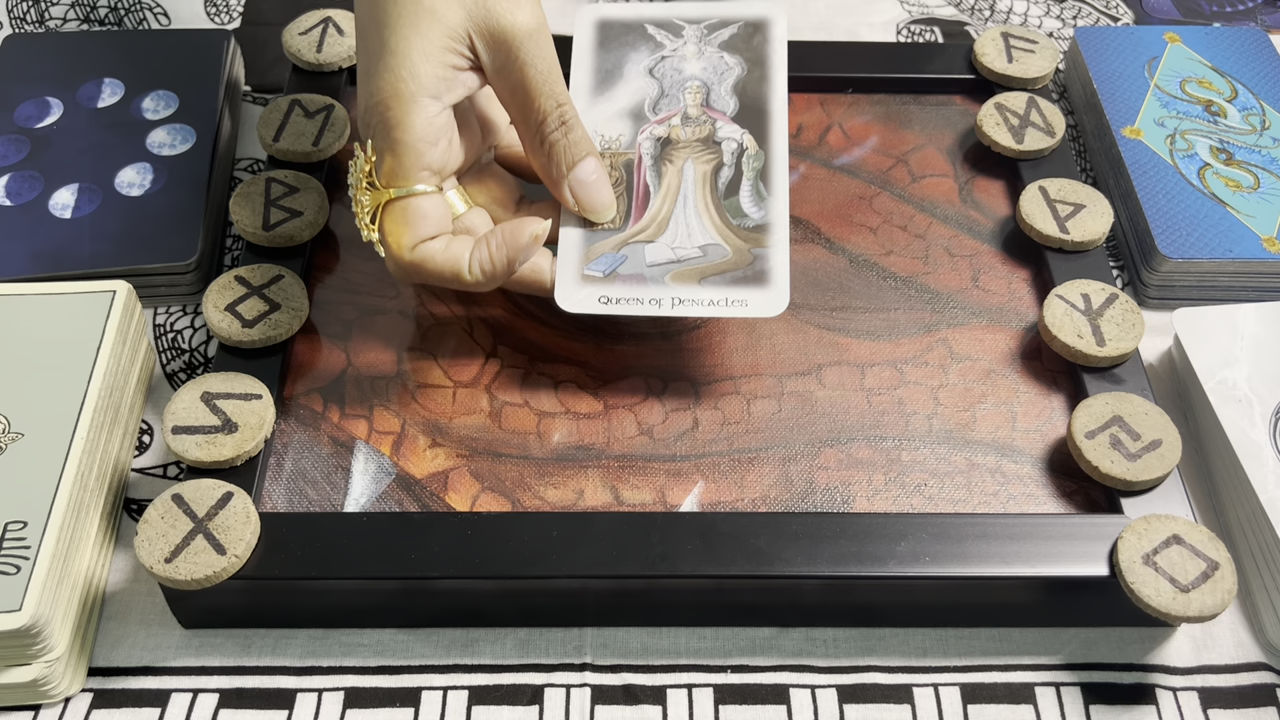 ᛏ
ᛖ
ᛒ
ᛟ
ᛊ
ᚷ
Queen of Pentacles
ᚨ
ᛞ
ᚦ
ᛉ
ᛃ
ᛜ